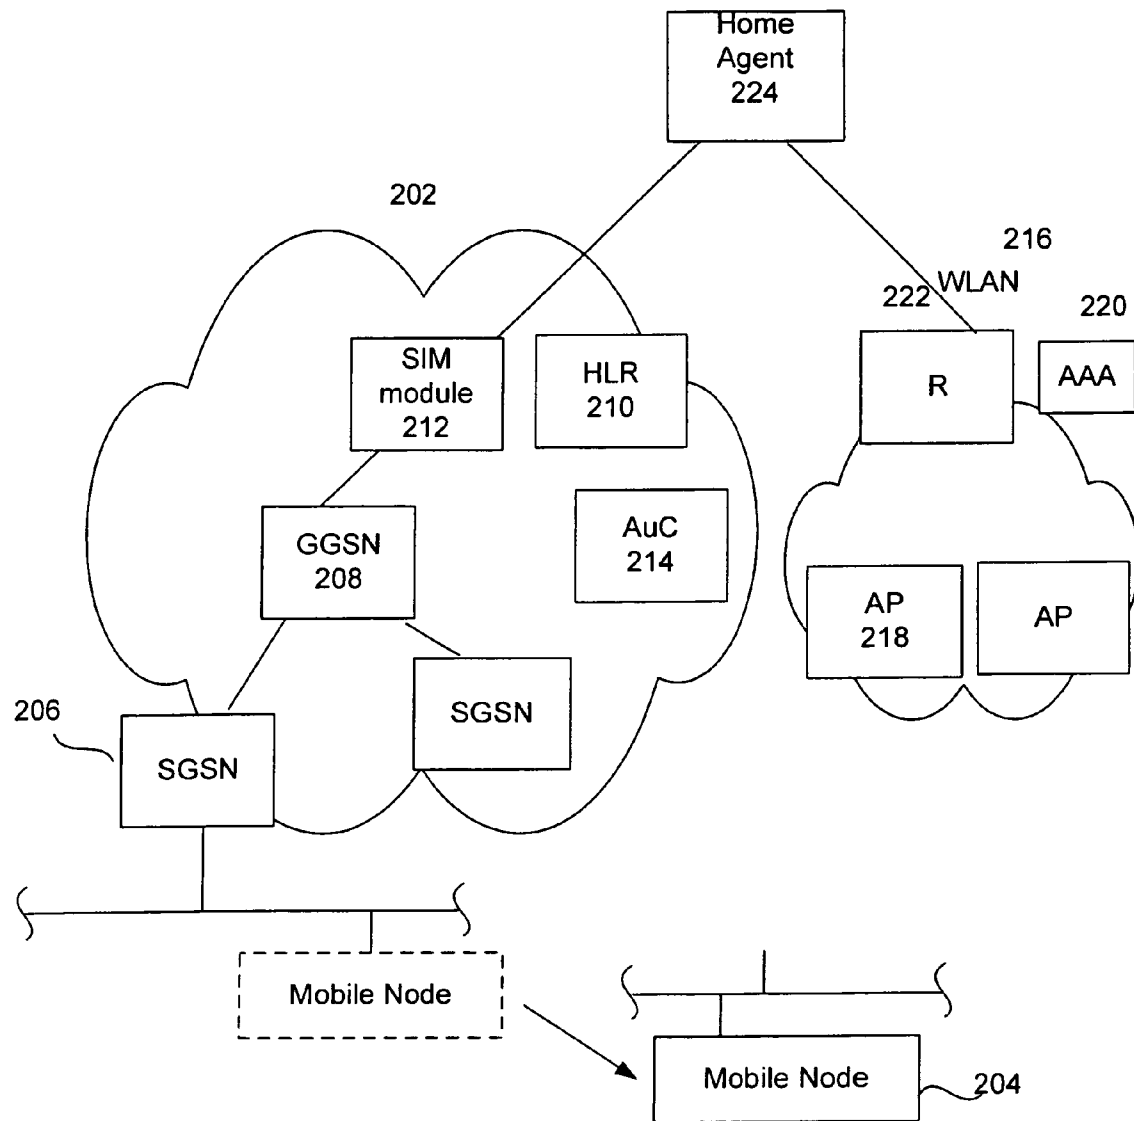 Home
Agent
224
202
216
WLAN
222
220
SIM
module
212
HLR
210
R
AAA
GGSN
208
AuC
214
AP
218
AP
SGSN
206
SGSN
Mobile Node
Mobile Node
204